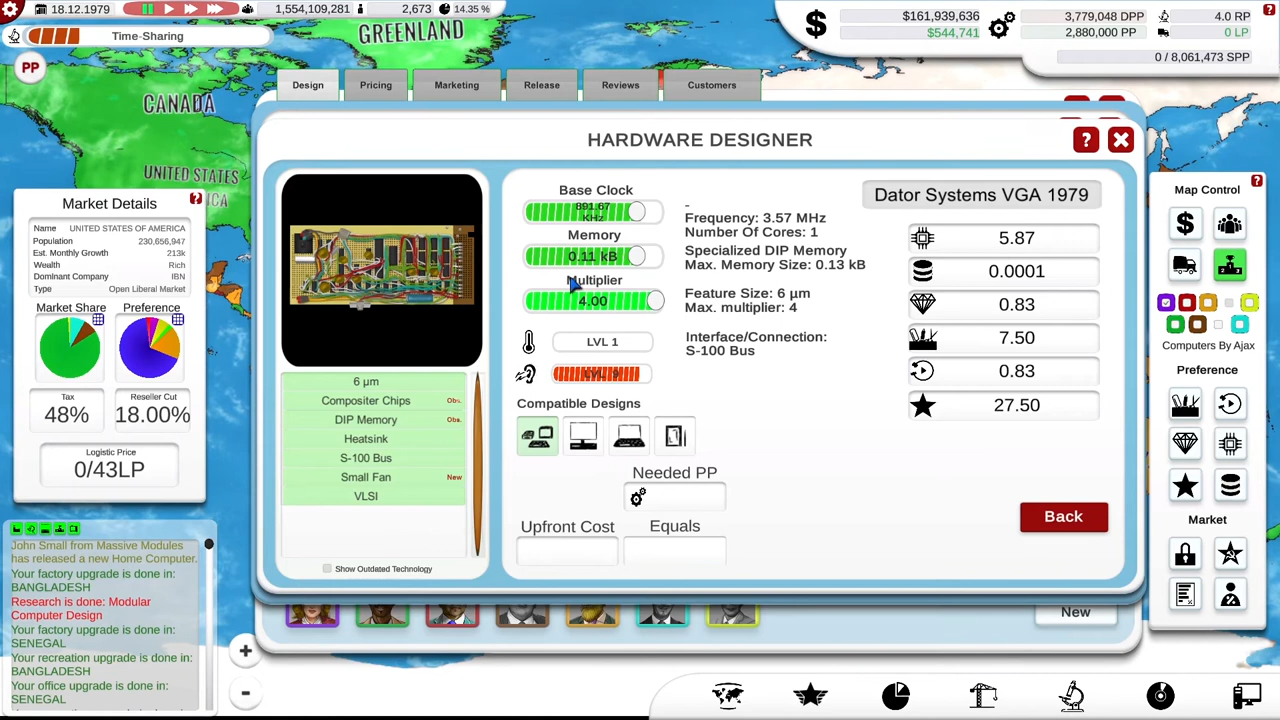 18.12.1979
1,554,109,281
2,673
14.35 %
$161,939,636
$544,741
3,779,048 DPP
2,880,000 PP
4.0 RP
0 LP
0 / 8,061,473 SPP
Time-Sharing
PP
GREENLAND
CANADA
UNITED STATES
Design
Pricing
Marketing
Release
Reviews
Customers
HARDWARE DESIGNER
?
Market Details
Name UNITED STATES OF AMERICA
Population 230,656,947
Est. Monthly Growth 213k
Wealth Rich
Dominant Company IBN
Type Open Liberal Market
Market Share
Preference
Tax
48%
Reseller Cut
18.00%
Logistic Price
0/43LP
John Small from Massive Modules
has released a new Home Computer.
Your factory upgrade is done in:
BANGLADESH
Research is done: Modular
Computer Design
Your factory upgrade is done in:
SENEGAL
Your recreation upgrade is done in:
BANGLADESH
Your office upgrade is done in:
SENEGAL
6 µm
Compositer Chips Obs.
DIP Memory Obs.
Heatsink
S-100 Bus
Small Fan New
VLSI
Show Outdated Technology
Base Clock
891.67
KHz
Memory
0.11 kB
Multiplier
4.00
LVL 1
-
Frequency: 3.57 MHz
Number Of Cores: 1
Specialized DIP Memory
Max. Memory Size: 0.13 kB
Feature Size: 6 µm
Max. multiplier: 4
Interface/Connection:
S-100 Bus
Compatible Designs
Needed PP
Upfront Cost
Equals
Dator Systems VGA 1979
5.87
0.0001
0.83
7.50
0.83
27.50
Back
New
Map Control
Computers By Ajax
Preference
Market
+
-